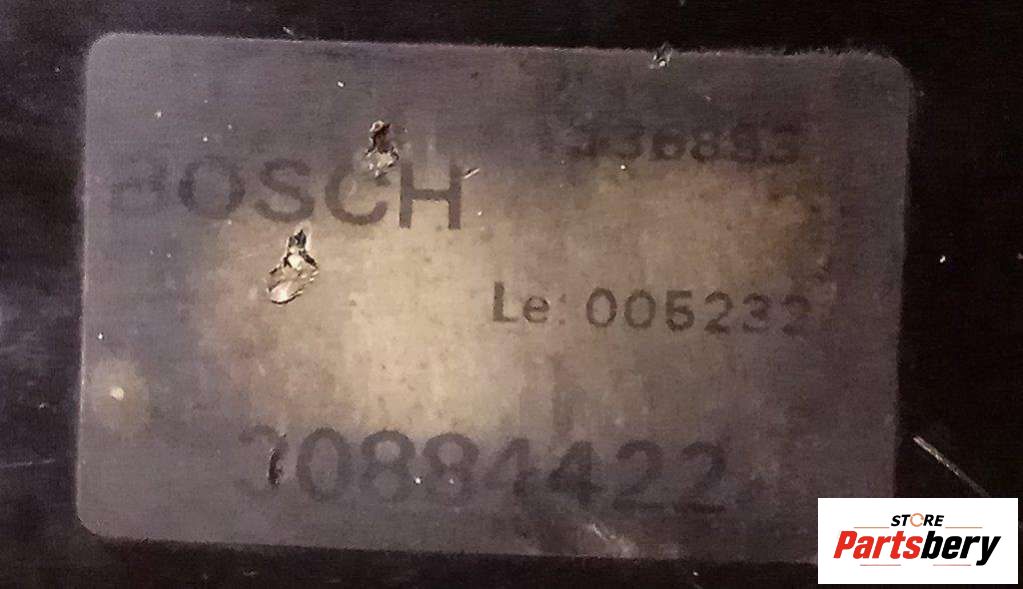 BOSCH
Le: 005232
30884422
STORE
Partsbery